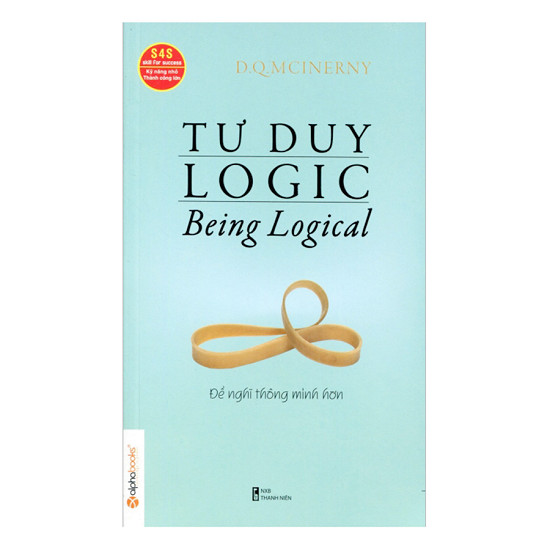 S4S
skill for success
Kỹ năng nhỏ
Thành công lớn
D.Q.MCINERNY
TƯ DUY
LOGIC
Being Logical
Để nghĩ thông minh hơn
alphabooks®
NXB
THANH NIÊN